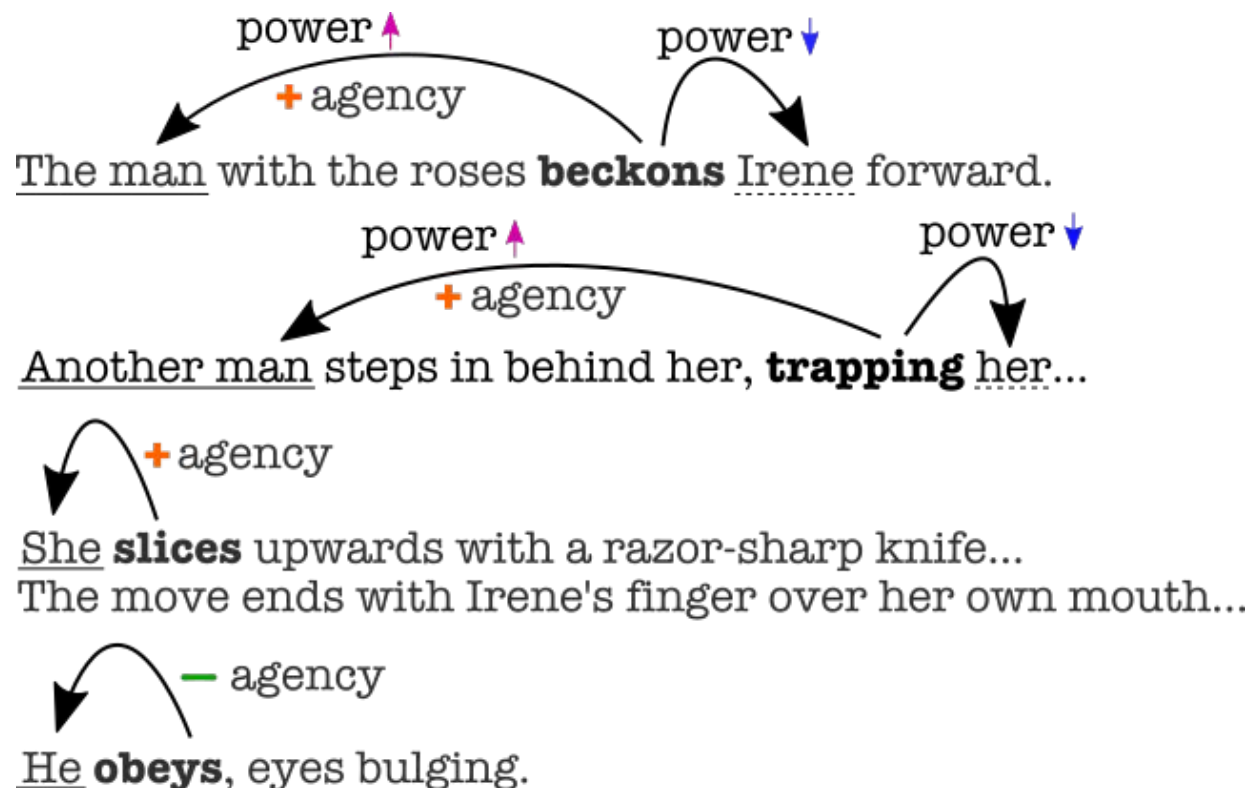 power power
+ agency
The man with the roses beckons Irene forward.
power power
+ agency
Another man steps in behind her, trapping her...
+ agency
She slices upwards with a razor-sharp knife...
The move ends with Irene's finger over her own mouth...
− agency
He obeys, eyes bulging.